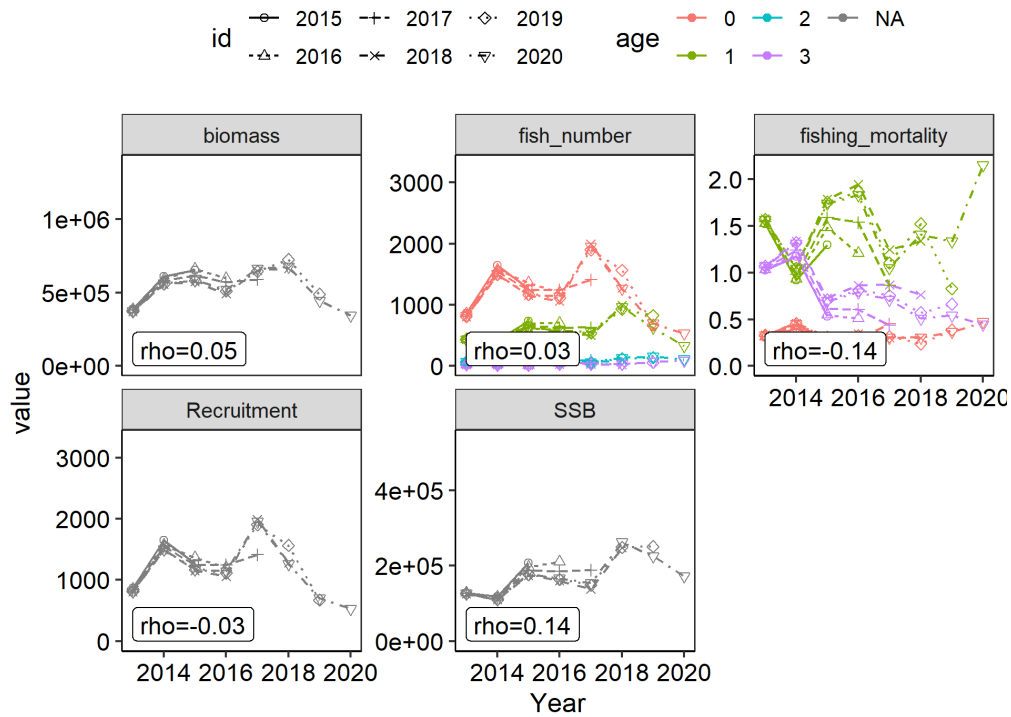 id 2015 2017 2019
2016 2018 2020
age 0 2 NA
1 3
biomass fish_number fishing_mortality
value
1e+06
5e+05
0e+00
rho=0.05
3000
2000
1000
0
rho=0.03
2.0
1.5
1.0
0.5
0.0
rho=-0.14
2014 2016 2018 2020
Recruitment SSB
3000
2000
1000
0
rho=-0.03
2014 2016 2018 2020
4e+05
2e+05
0e+00
rho=0.14
2014 2016 2018 2020
Year